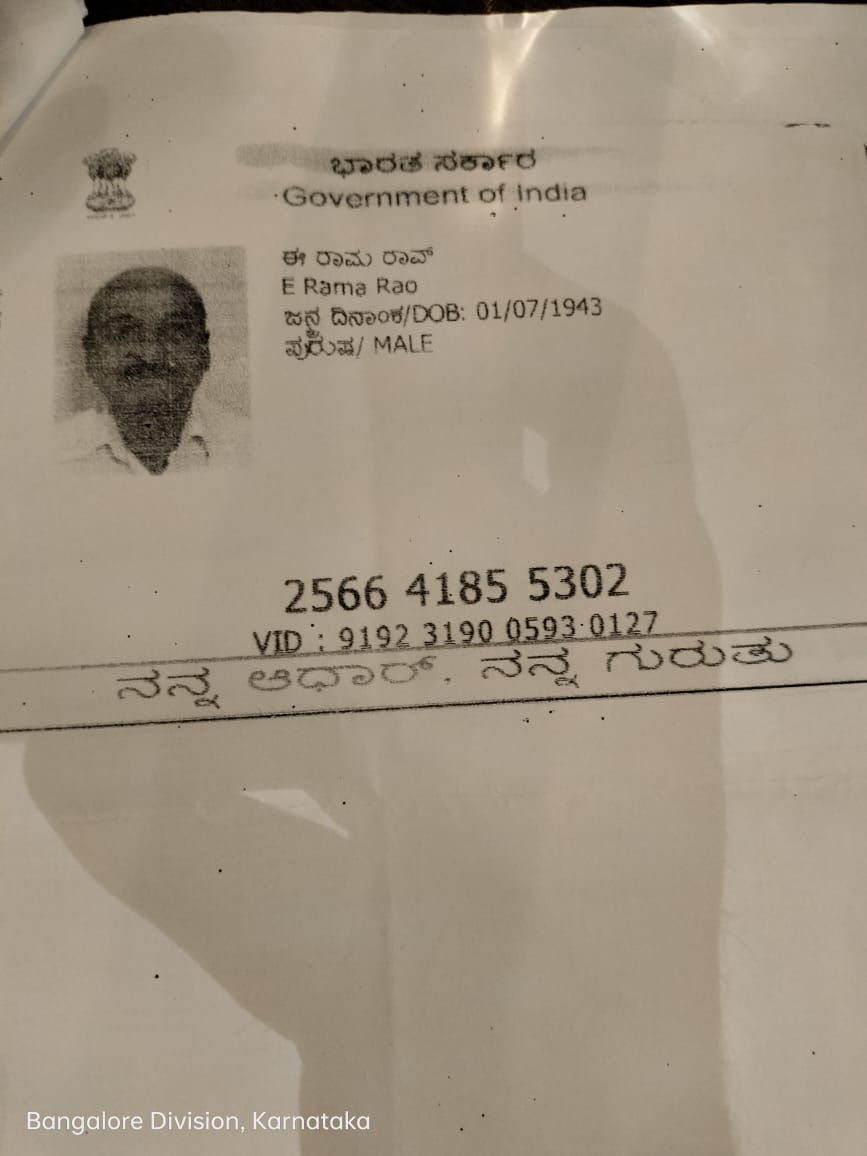 ಭಾರತ ಸರ್ಕಾರ
Government of India
ಈ ರಾಮ ರಾವ್
E Rama Rao
ಜನ್ಮ ದಿನಾಂಕ/DOB: 01/07/1943
ಪುರುಷ/ MALE
2566 4185 5302
VID : 9192 3190 0593 0127
ನನ್ನ ಆಧಾರ್, ನನ್ನ ಗುರುತು
Bangalore Division, Karnataka